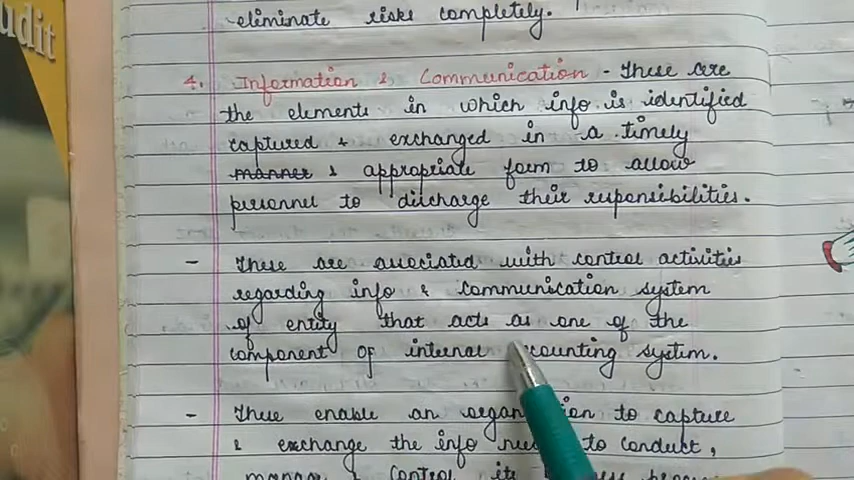 udit
eliminate risks completely.
4. Information & Communication - These are
the elements in which info is identified
captured & exchanged in a timely
manner & appropriate form to allow
personnel to discharge their responsibilities.
- These are associated with control activities
regarding info & communication system
of entity that acts as one of the
component of internal system.
- These enable an to capture
& exchange the info to conduct,
control its